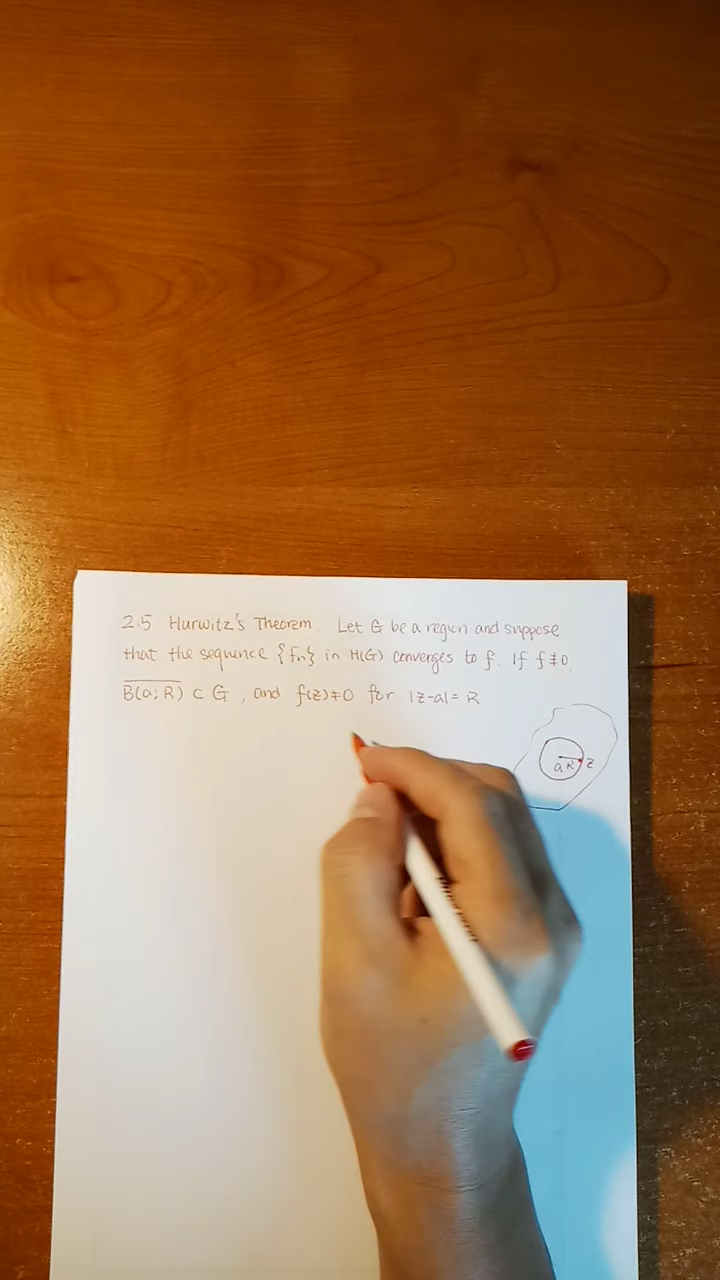 2.5 Hurwitz's Theorem. Let G be a region and suppose
that the sequence {fn} in H(G) converges to f. If f ≢ 0,
B̅(̅a̅;̅ ̅R̅)̅ ⊂ G, and f(z)≠0 for |z-a|= R
a R z